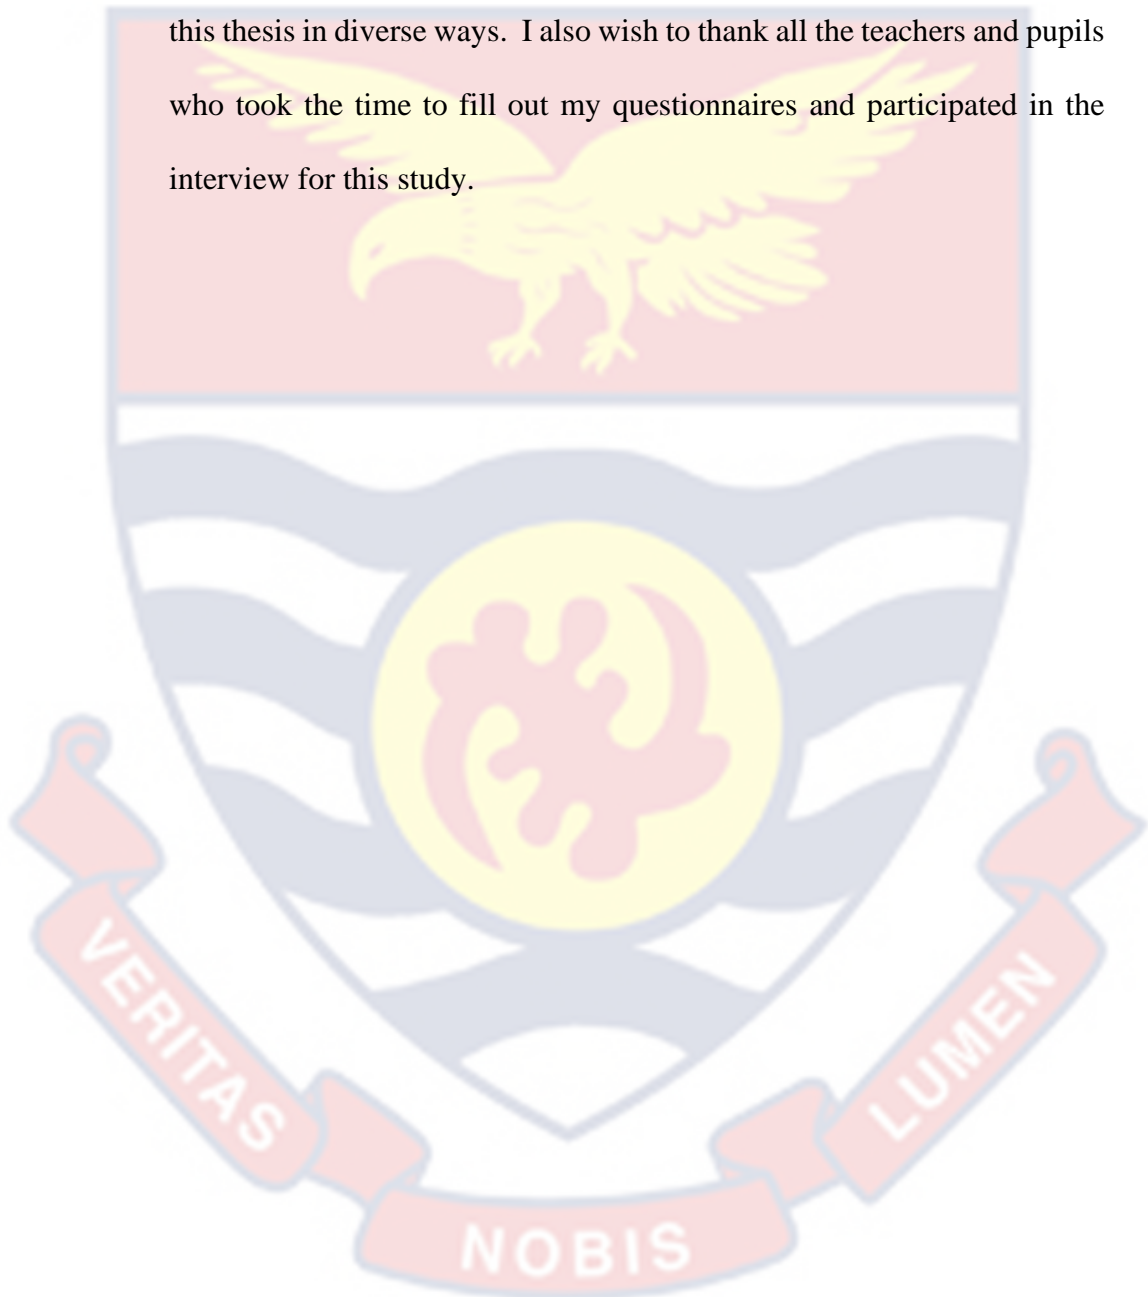 this thesis in diverse ways.  I also wish to thank all the teachers and pupils
who took the time to fill out my questionnaires and participated in the
interview for this study.
VERITAS
NOBIS
LUMEN